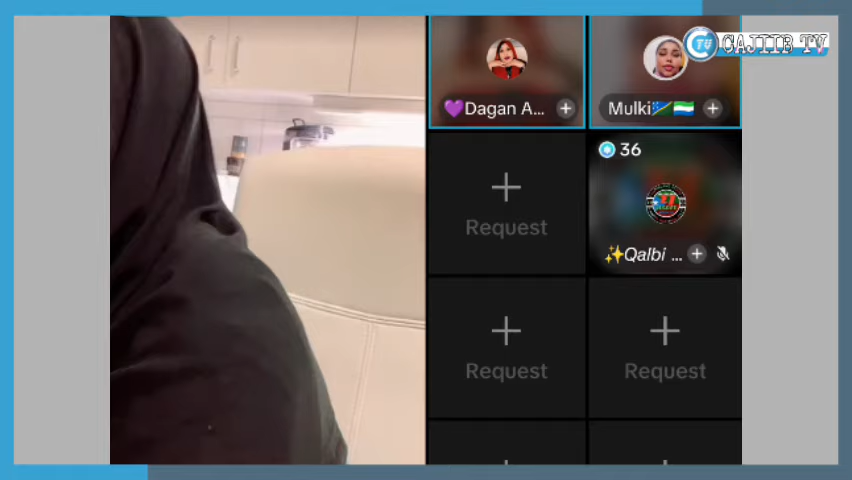 CAJIIB TV
💜Dagan A...
Mulki
36
Request
✨Qalbi ...
Request
Request